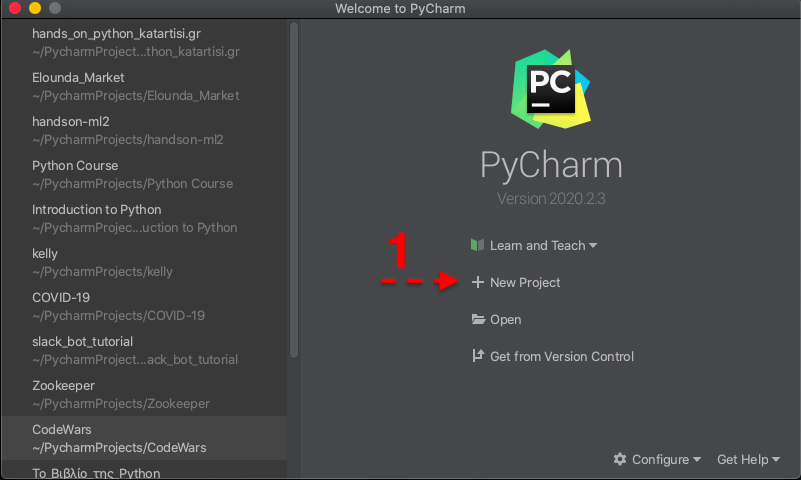 Welcome to PyCharm
hands_on_python_katartisi.gr
~/PycharmProject...thon_katartisi.gr
Elounda_Market
~/PycharmProjects/Elounda_Market
handson-ml2
~/PycharmProjects/handson-ml2
Python Course
~/PycharmProjects/Python Course
Introduction to Python
~/PycharmProjec...uction to Python
kelly
~/PycharmProjects/kelly
COVID-19
~/PycharmProjects/COVID-19
slack_bot_tutorial
~/PycharmProject...ack_bot_tutorial
Zookeeper
~/PycharmProjects/Zookeeper
CodeWars
~/PycharmProjects/CodeWars
Το_Βιβλίο_της_Python
PC
PyCharm
Version 2020.2.3
Learn and Teach
1
New Project
Open
Get from Version Control
Configure
Get Help